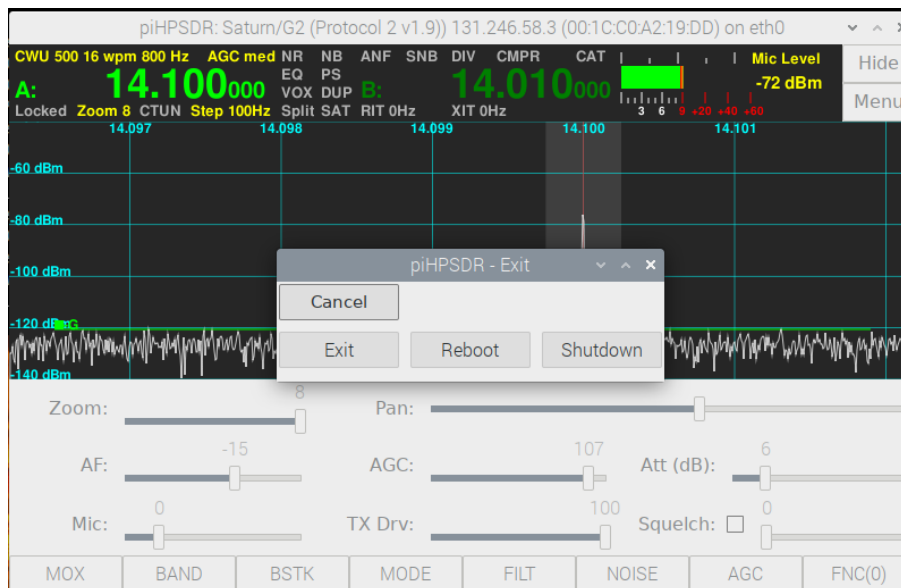 piHPSDR: Saturn/G2 (Protocol 2 v1.9)) 131.246.58.3 (00:1C:C0:A2:19:DD) on eth0
CWU 500 16 wpm 800 Hz AGC med NR NB ANF SNB DIV CMPR CAT Mic Level Hide
EQ PS
A: 14.100000 VOX DUP B: 14.010000 -72 dBm Menu
Locked Zoom 8 CTUN Step 100Hz Split SAT RIT 0Hz XIT 0Hz 3 6 9 +20 +40 +60
14.097 14.098 14.099 14.100 14.101
-60 dBm
-80 dBm
-100 dBm
piHPSDR - Exit
Cancel
-120 dBm G
Exit Reboot Shutdown
-140 dBm
8
Zoom: Pan:
-15 107 6
AF: AGC: Att (dB):
0 100 0
Mic: TX Drv: Squelch:
MOX BAND BSTK MODE FILT NOISE AGC FNC(0)